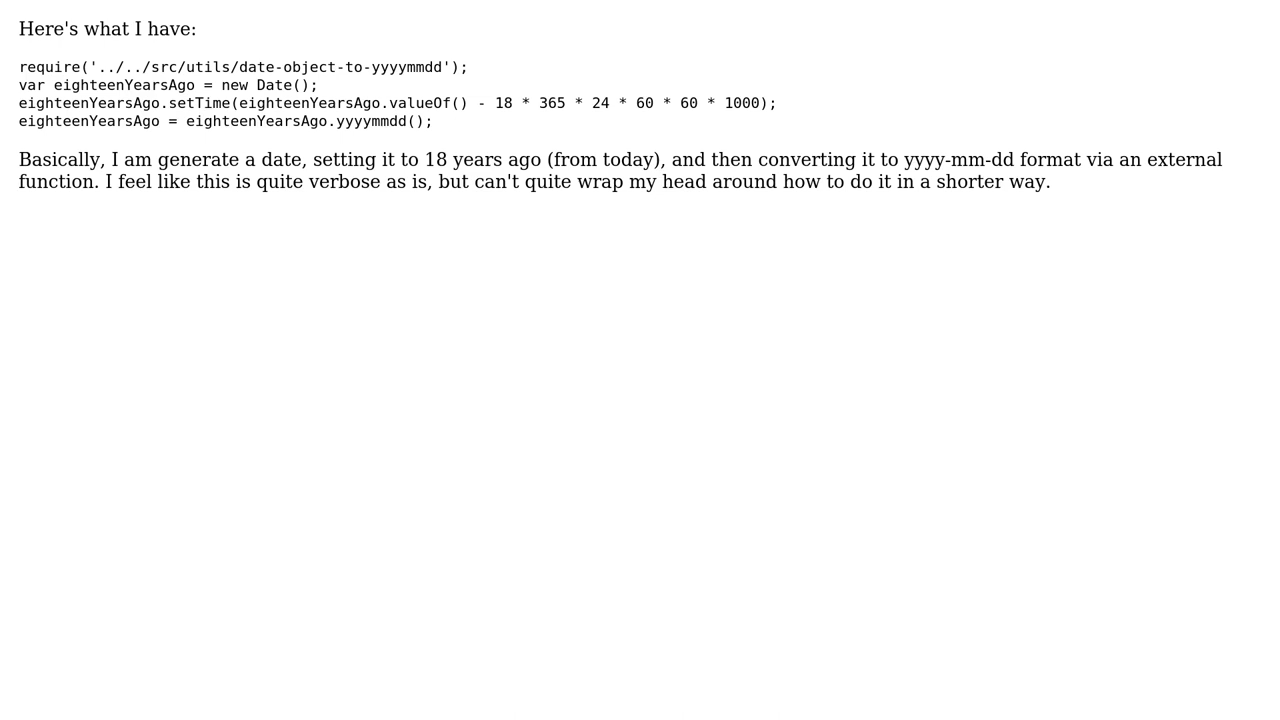 Here's what I have:
require('../../src/utils/date-object-to-yyyymmdd');
var eighteenYearsAgo = new Date();
eighteenYearsAgo.setTime(eighteenYearsAgo.valueOf() - 18 * 365 * 24 * 60 * 60 * 1000);
eighteenYearsAgo = eighteenYearsAgo.yyyymmdd();
Basically, I am generate a date, setting it to 18 years ago (from today), and then converting it to yyyy-mm-dd format via an external
function. I feel like this is quite verbose as is, but can't quite wrap my head around how to do it in a shorter way.